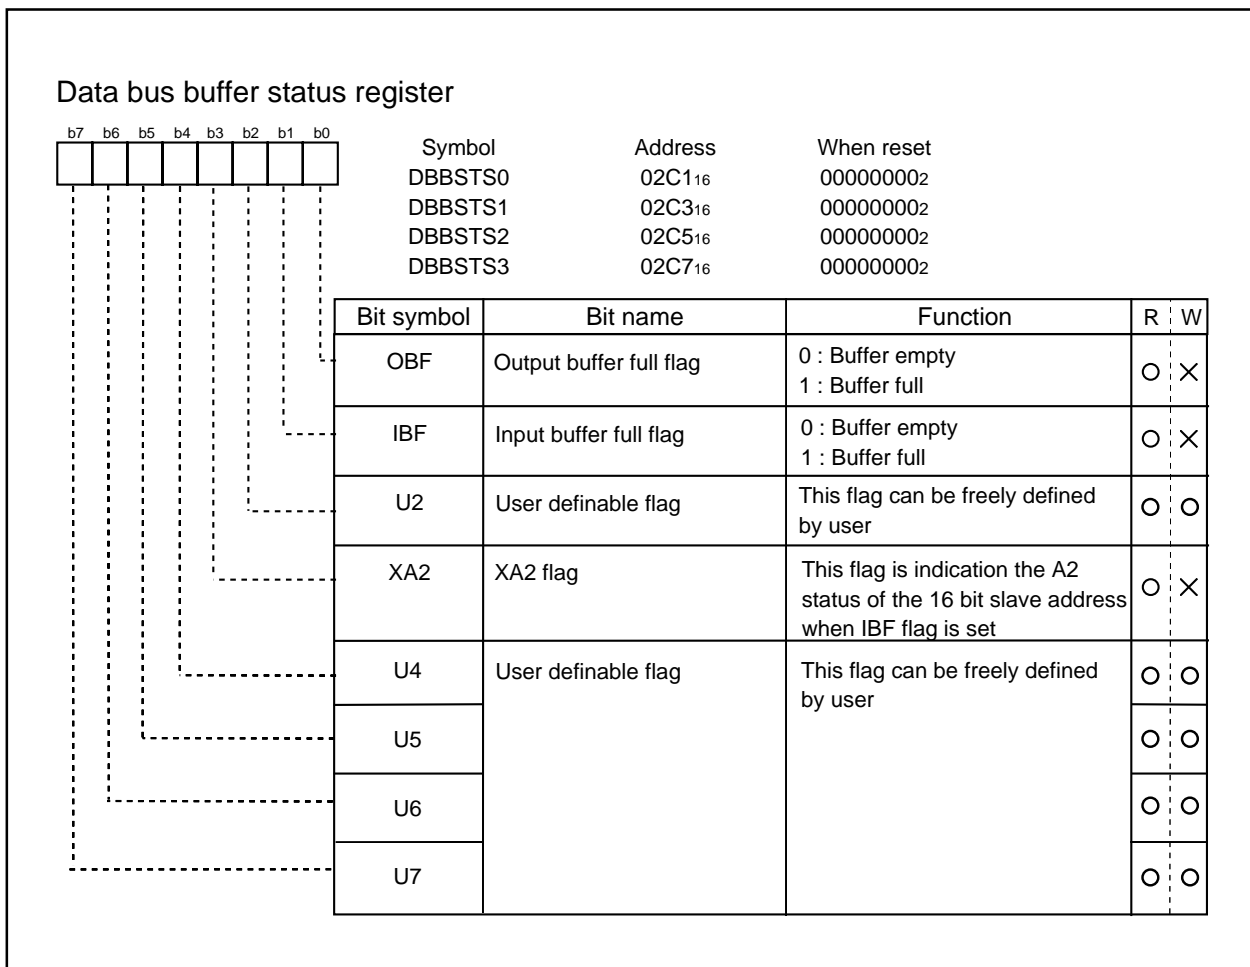 Data bus buffer status register
b7 b6 b5 b4 b3 b2 b1 b0
Symbol Address When reset
DBBSTS0 02C116 000000002
DBBSTS1 02C316 000000002
DBBSTS2 02C516 000000002
DBBSTS3 02C716 000000002
Bit symbol Bit name Function R W
OBF Output buffer full flag 0 : Buffer empty
1 : Buffer full
IBF Input buffer full flag 0 : Buffer empty
1 : Buffer full
U2 User definable flag This flag can be freely defined
by user
XA2 XA2 flag This flag is indication the A2
status of the 16 bit slave address
when IBF flag is set
U4 User definable flag This flag can be freely defined
by user
U5
U6
U7